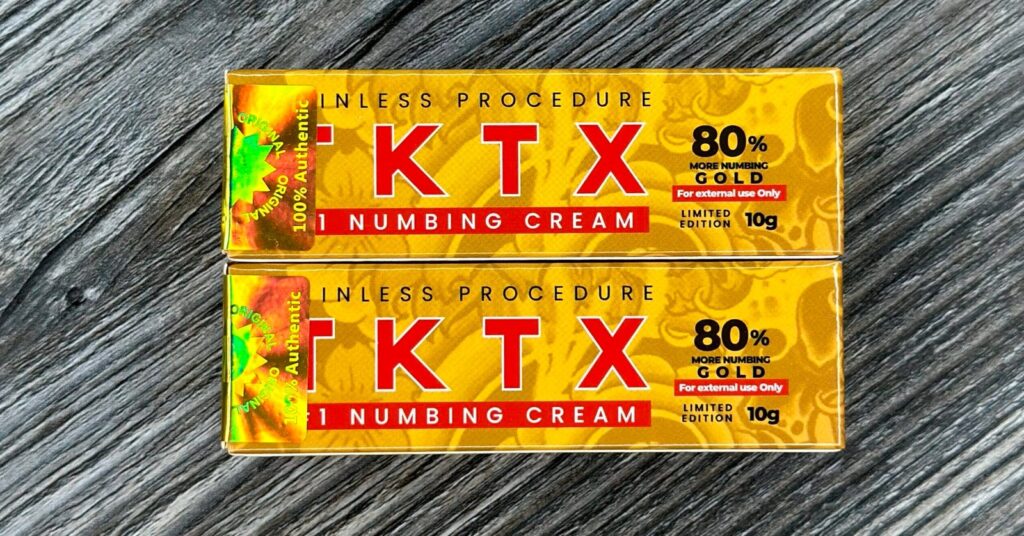 INLESS PROCEDURE
TKTX
#1 NUMBING CREAM
80%
MORE NUMBING
GOLD
For external use Only
LIMITED
EDITION
10g
ORIGINAL
ORIGINAL
100% Authentic
INLESS PROCEDURE
TKTX
1 NUMBING CREAM
80%
MORE NUMBING
GOLD
For external use Only
LIMITED
EDITION
10g
ORIGINAL
ORIGINAL
100% Authentic